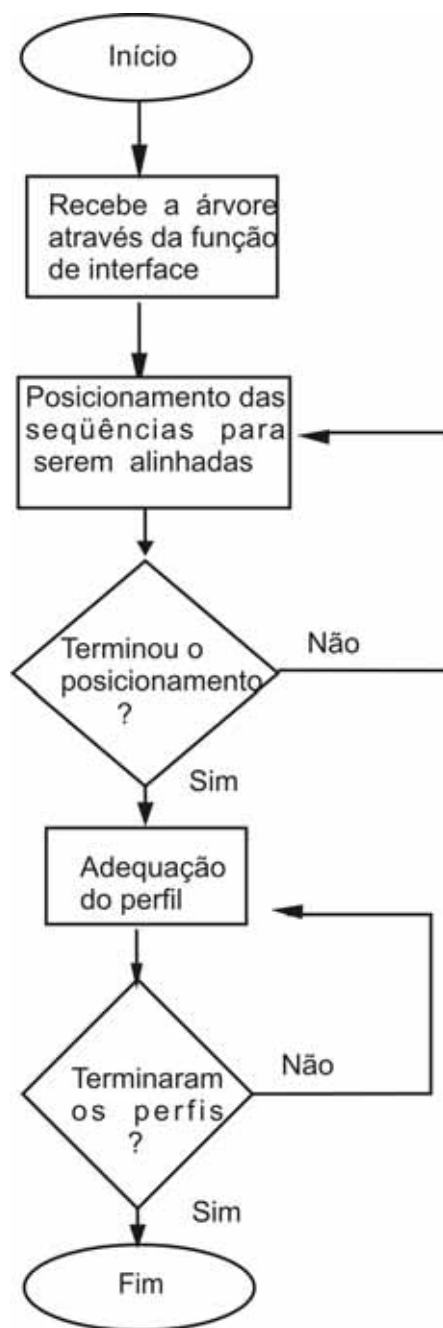 Início
Recebe a árvore
através da função
de interface
Posicionamento das
seqüências para
serem alinhadas
Terminou o
posicionamento
?
Não
Sim
Adequação
do perfil
Terminaram
os perfis
?
Não
Sim
Fim